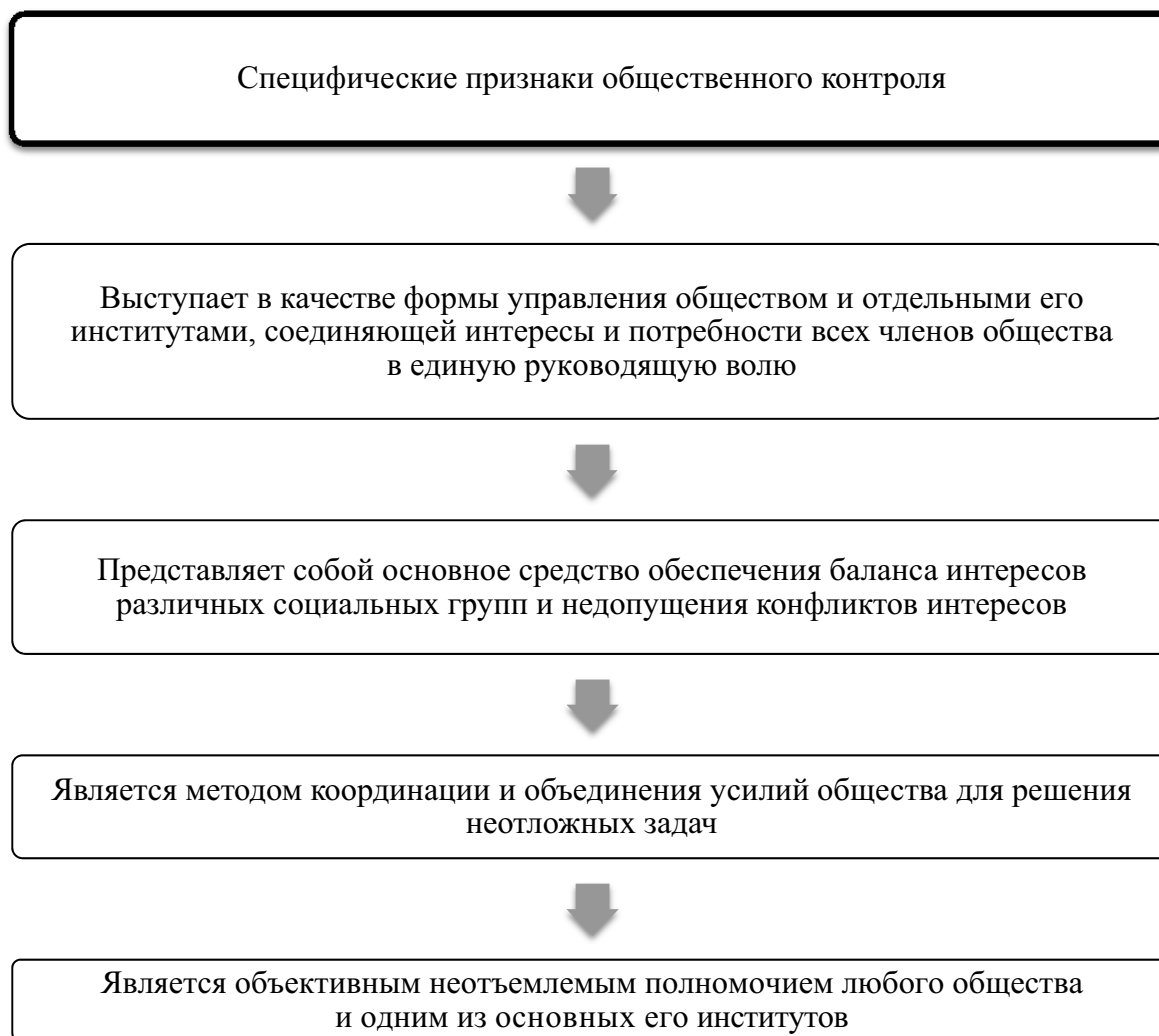 Специфические признаки общественного контроля
Выступает в качестве формы управления обществом и отдельными его
институтами, соединяющей интересы и потребности всех членов общества
в единую руководящую волю
Представляет собой основное средство обеспечения баланса интересов
различных социальных групп и недопущения конфликтов интересов
Является методом координации и объединения усилий общества для решения
неотложных задач
Является объективным неотъемлемым полномочием любого общества
и одним из основных его институтов